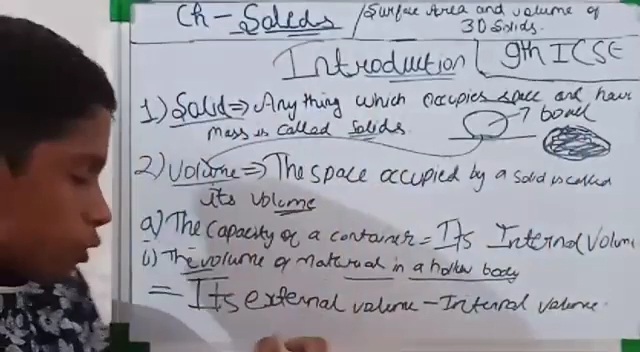 Ch - Solids / Surface Area and volume of
3D Solids.
Introduction 9th ICSE
1) Solid ⇒ Any thing which occupies space and have
mass is called Solids.
bowl
2) Volume ⇒ The space occupied by a solid is called
its volume
a) The capacity of a container = Its Internal Volume
ii) The volume of material in a hollow body
= Its external volume - Internal volume.